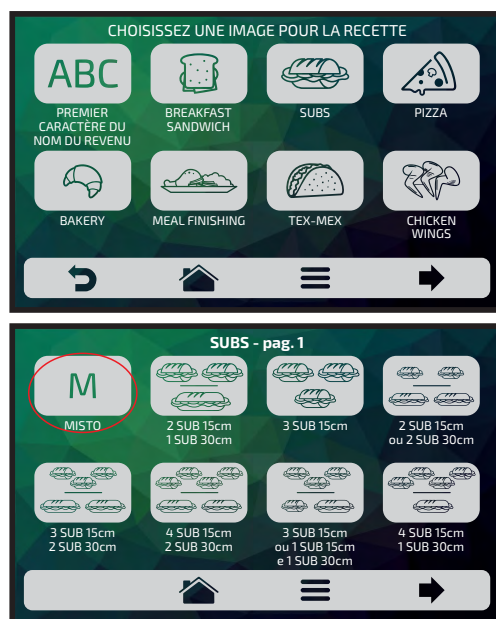 CHOISISSEZ UNE IMAGE POUR LA RECETTE
ABC
PREMIER
CARACTÈRE DU
NOM DU REVENU
BREAKFAST
SANDWICH
SUBS
PIZZA
BAKERY
MEAL FINISHING
TEX-MEX
CHICKEN
WINGS
SUBS - pag. 1
M
MISTO
2 SUB 15cm
1 SUB 30cm
3 SUB 15cm
2 SUB 15cm
ou 2 SUB 30cm
3 SUB 15cm
2 SUB 30cm
4 SUB 15cm
2 SUB 30cm
3 SUB 15cm
ou 1 SUB 15cm
e 1 SUB 30cm
4 SUB 15cm
1 SUB 30cm